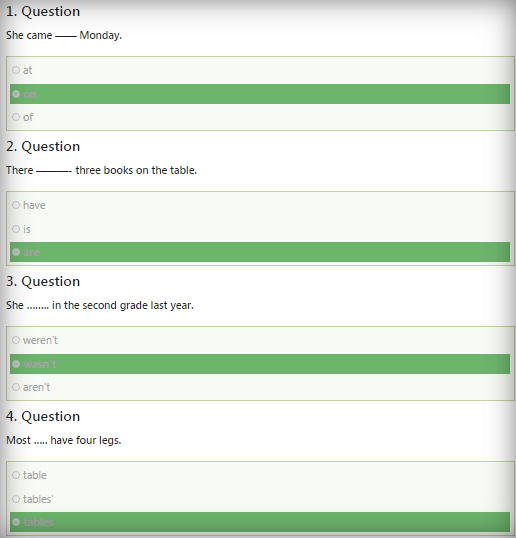 1. Question
She came —— Monday.
at
on
of
2. Question
There ———- three books on the table.
have
is
are
3. Question
She ........ in the second grade last year.
weren't
wasn't
aren't
4. Question
Most ..... have four legs.
table
tables'
tables